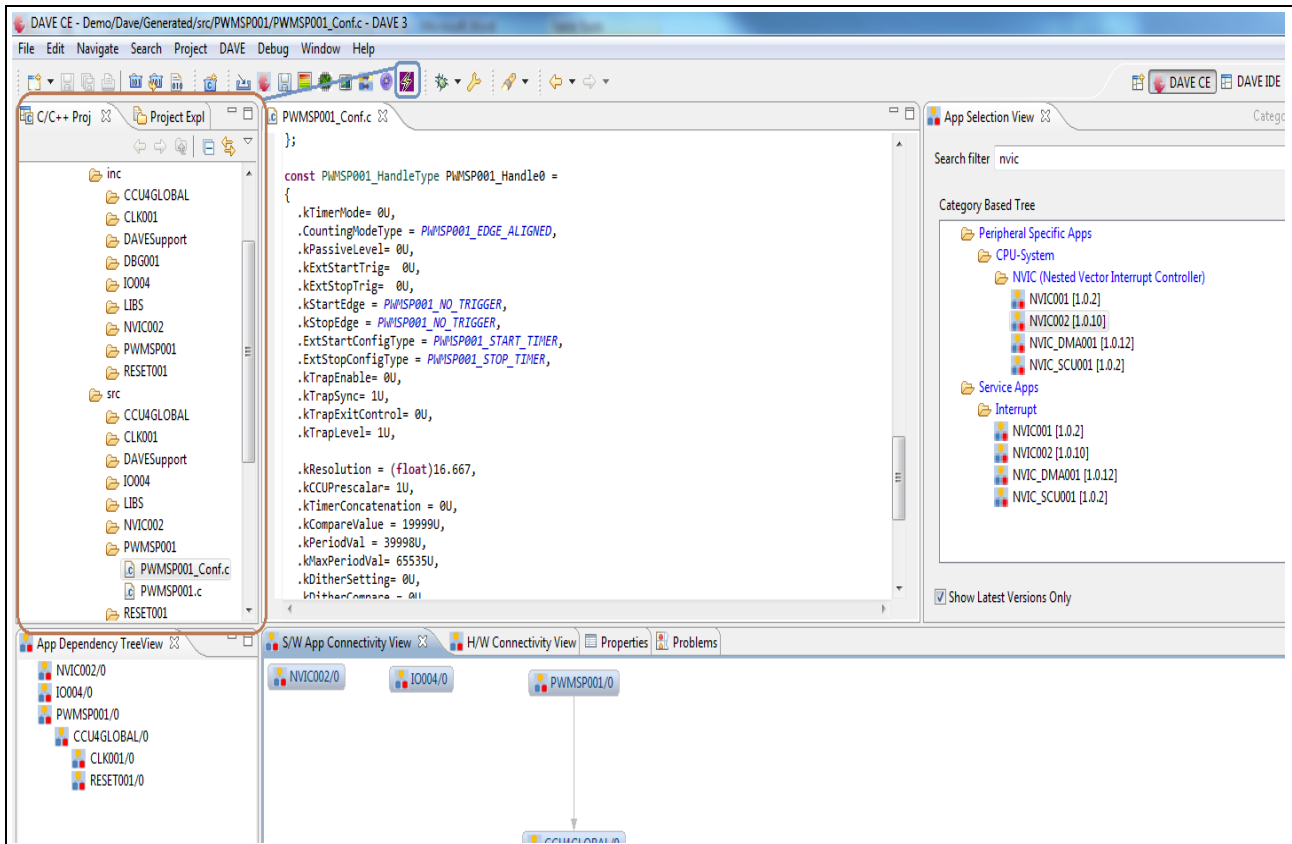 DAVE CE - Demo/Dave/Generated/src/PWMSP001/PWMSP001_Conf.c - DAVE 3
File Edit Navigate Search Project DAVE Debug Window Help
DAVE CE
DAVE IDE
C/C++ Proj
Project Expl
inc
CCU4GLOBAL
CLK001
DAVESupport
DBG001
IO004
LIBS
NVIC002
PWMSP001
RESET001
src
CCU4GLOBAL
CLK001
DAVESupport
IO004
LIBS
NVIC002
PWMSP001
PWMSP001_Conf.c
PWMSP001.c
RESET001
PWMSP001_Conf.c
};
const PWMSP001_HandleType PWMSP001_Handle0 =
{
.kTimerMode= 0U,
.CountingModeType = PWMSP001_EDGE_ALIGNED,
.kPassiveLevel= 0U,
.kExtStartTrig= 0U,
.kExtStopTrig= 0U,
.kStartEdge = PWMSP001_NO_TRIGGER,
.kStopEdge = PWMSP001_NO_TRIGGER,
.ExtStartConfigType = PWMSP001_START_TIMER,
.ExtStopConfigType = PWMSP001_STOP_TIMER,
.kTrapEnable= 0U,
.kTrapSync= 1U,
.kTrapExitControl= 0U,
.kTrapLevel= 1U,
.kResolution = (float)16.667,
.kCCUPrescalar= 1U,
.kTimerConcatenation = 0U,
.kCompareValue = 19999U,
.kPeriodVal = 39998U,
.kMaxPeriodVal= 65535U,
.kDitherSetting= 0U,
.kDitherCompare = 0U
App Selection View
Catego
Search filter nvic
Category Based Tree
Peripheral Specific Apps
CPU-System
NVIC (Nested Vector Interrupt Controller)
NVIC001 [1.0.2]
NVIC002 [1.0.10]
NVIC_DMA001 [1.0.12]
NVIC_SCU001 [1.0.2]
Service Apps
Interrupt
NVIC001 [1.0.2]
NVIC002 [1.0.10]
NVIC_DMA001 [1.0.12]
NVIC_SCU001 [1.0.2]
Show Latest Versions Only
App Dependency TreeView
NVIC002/0
IO004/0
PWMSP001/0
CCU4GLOBAL/0
CLK001/0
RESET001/0
S/W App Connectivity View
H/W Connectivity View
Properties
Problems
NVIC002/0
IO004/0
PWMSP001/0
CCU4GLOBAL/0